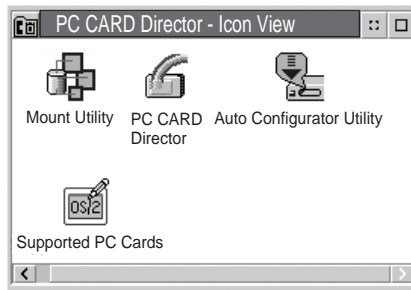 PC CARD Director - Icon View
Mount Utility
PC CARD Director
Auto Configurator Utility
OS/2
Supported PC Cards